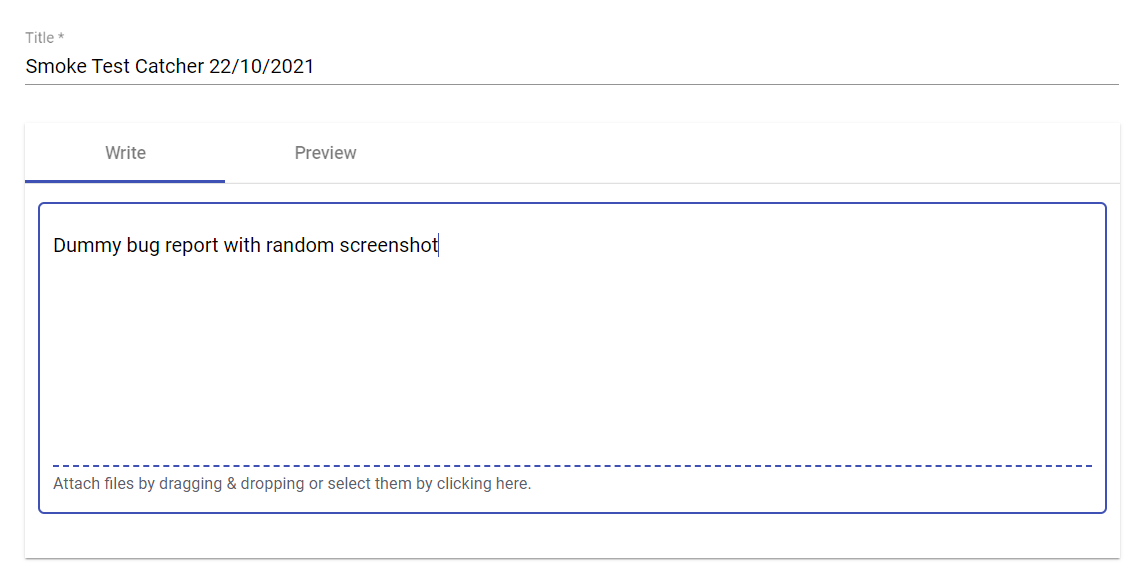 Title *
Smoke Test Catcher 22/10/2021
Write Preview
Dummy bug report with random screenshot
Attach files by dragging & dropping or select them by clicking here.